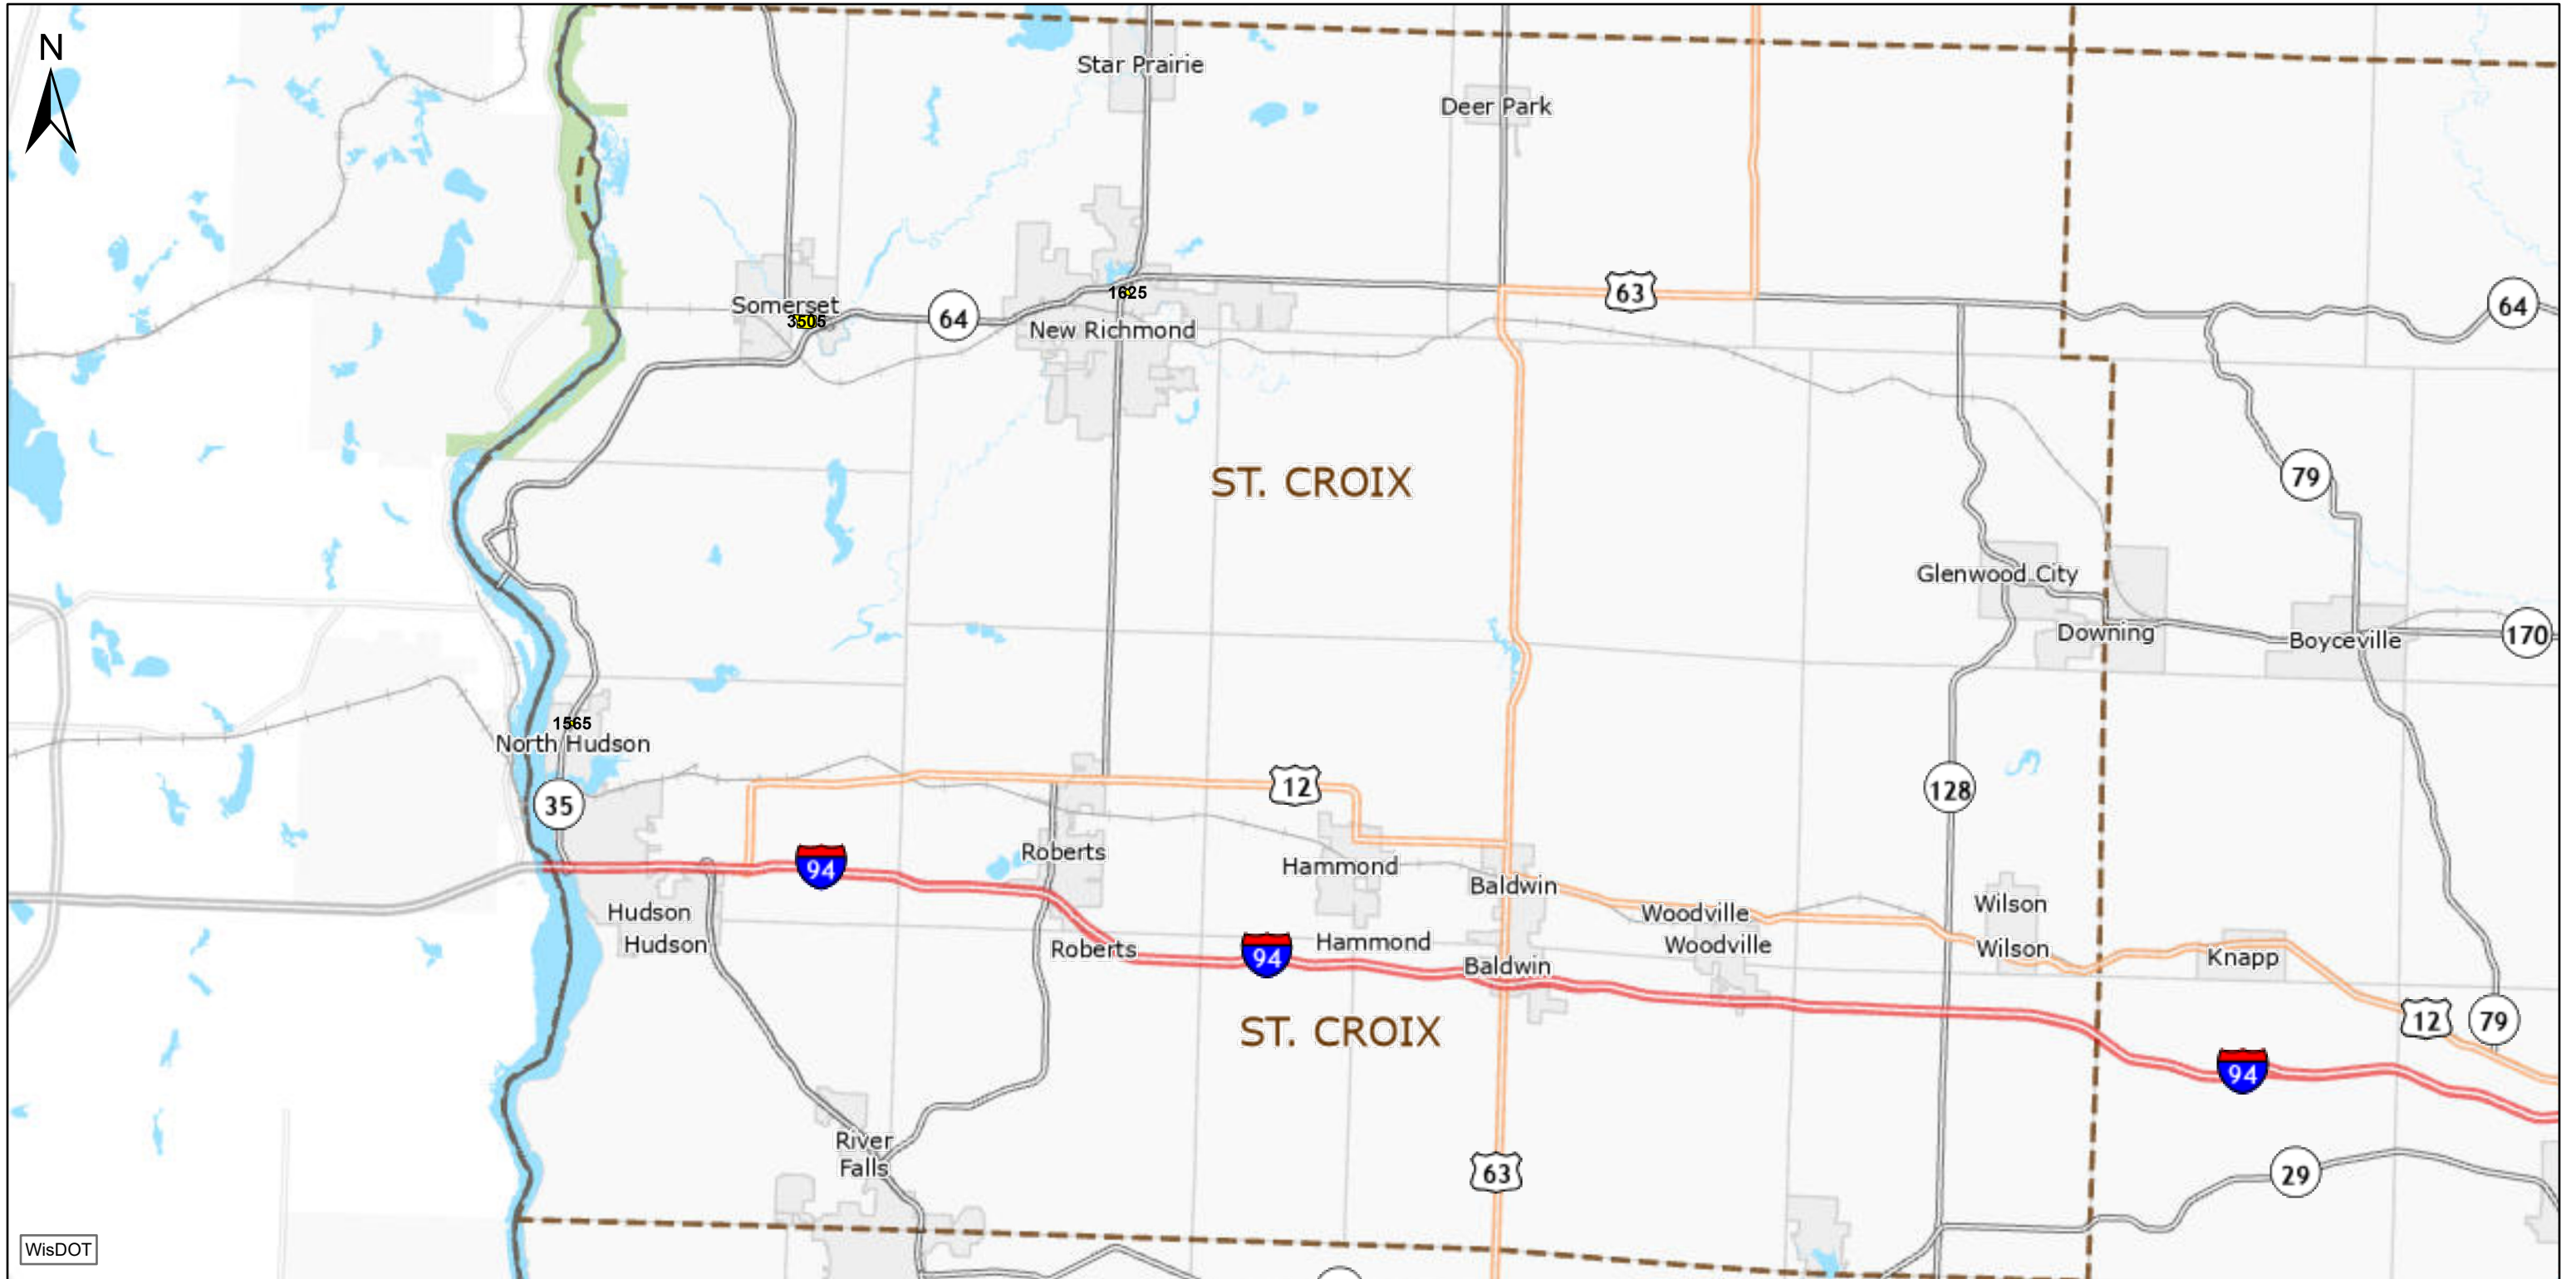 N
Star Prairie
Deer Park
63
64
Somerset
3505
64
1625
New Richmond
ST. CROIX
79
Glenwood City
Downing
Boyceville
170
1565
North Hudson
35
12
128
94
Roberts
Hammond
Baldwin
Hudson
Woodville
Wilson
Hudson
Roberts
94
Hammond
Woodville
Wilson
Knapp
Baldwin
ST. CROIX
12
79
94
River
Falls
63
29
WisDOT